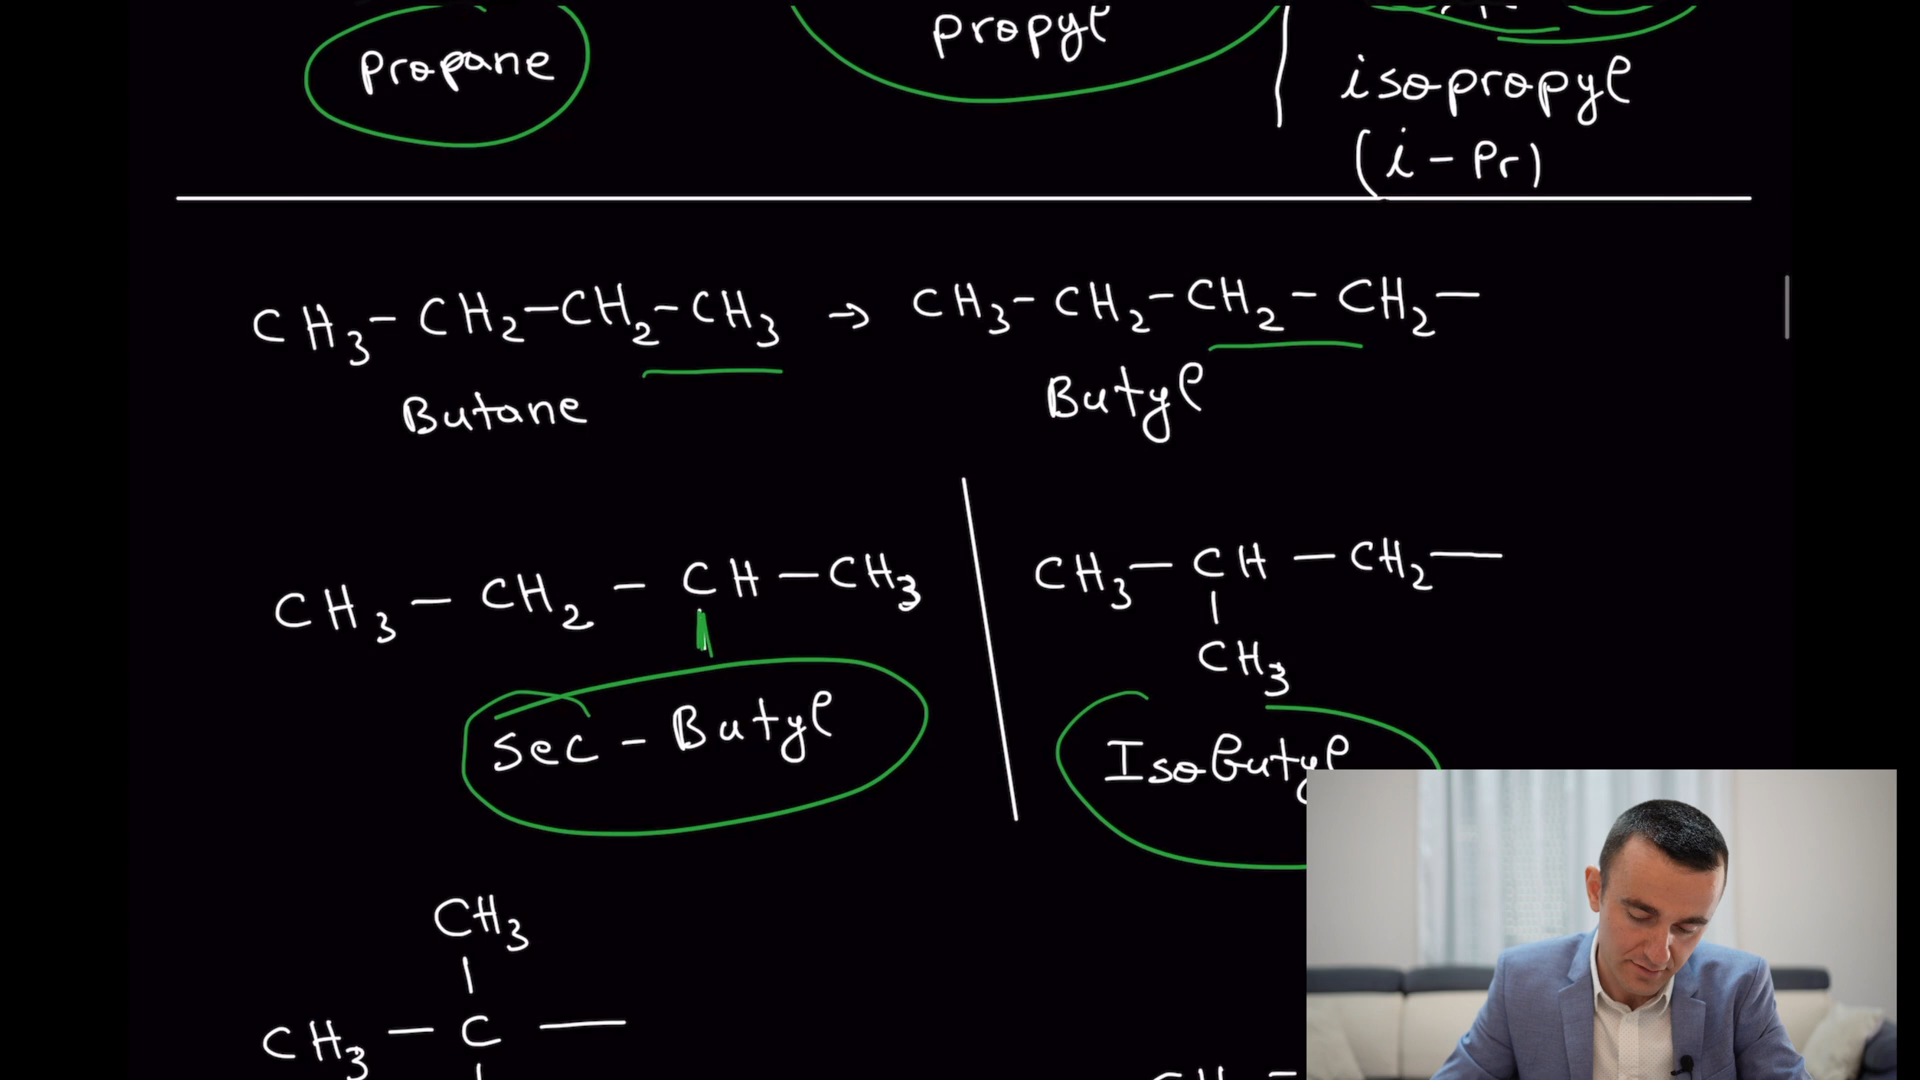 propyl
Propane
isopropyl
(i-Pr)
CH₃-CH₂-CH₂-CH₃ → CH₃-CH₂-CH₂-CH₂-
Butane
Butyl
CH₃-CH₂-CH-CH₃
sec-Butyl
CH₃-CH-CH₂-
|
CH₃
Isobutyl
CH₃
|
CH₃-C-
|